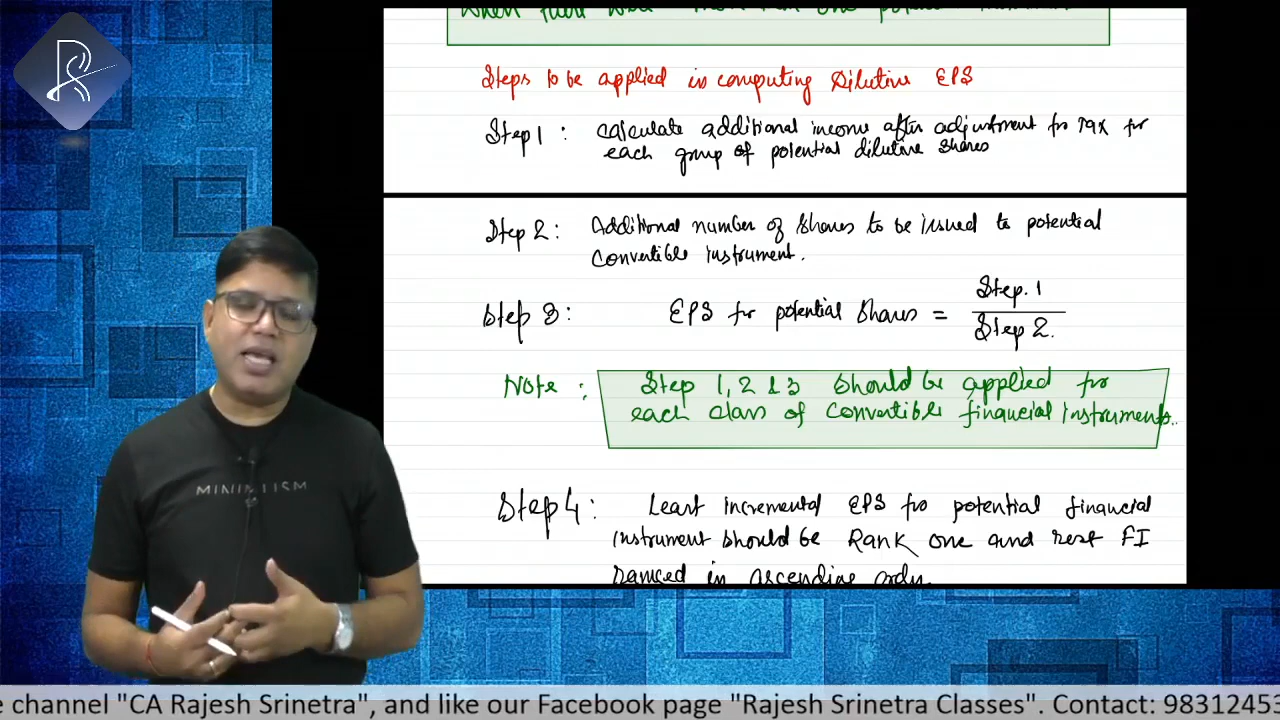 Steps to be applied in computing Dilutive EPS
Step 1 : calculate additional income after adjustment for Tax for
each group of potential dilutive shares
Step 2 : Additional number of shares to be issued to potential
convertible instrument.
Step 3 : EPS for potential shares = Step. 1
Step 2.
Note : Step 1, 2 & 3 should be applied for
each class of convertible financial instruments..
Step 4 : Least incremental EPS for potential financial
instrument should be Rank one and rest FI
in ascending order.
MINIMALISM
e channel "CA Rajesh Srinetra", and like our Facebook page "Rajesh Srinetra Classes". Contact: 98312453